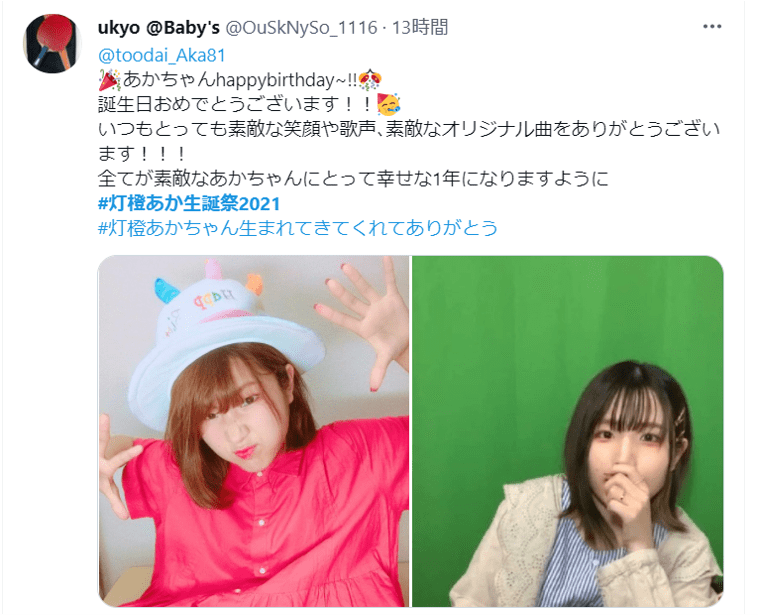 ukyo @Baby's @OuSkNySo_1116 · 13時間
@toodai_Aka81
🎉あかちゃんhappybirthday~!!🎊
誕生日おめでとうございます！！🥳
いつもとっても素敵な笑顔や歌声、素敵なオリジナル曲をありがとうござい
ます！！！
全てが素敵なあかちゃんにとって幸せな1年になりますように
#灯橙あか生誕祭2021
#灯橙あかちゃん生まれてきてくれてありがとう